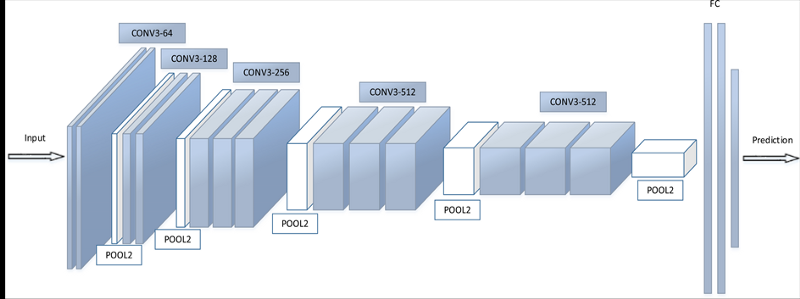 FC
CONV3-64
CONV3-128
CONV3-256
CONV3-512
CONV3-512
Input
Prediction
POOL2
POOL2
POOL2
POOL2
POOL2